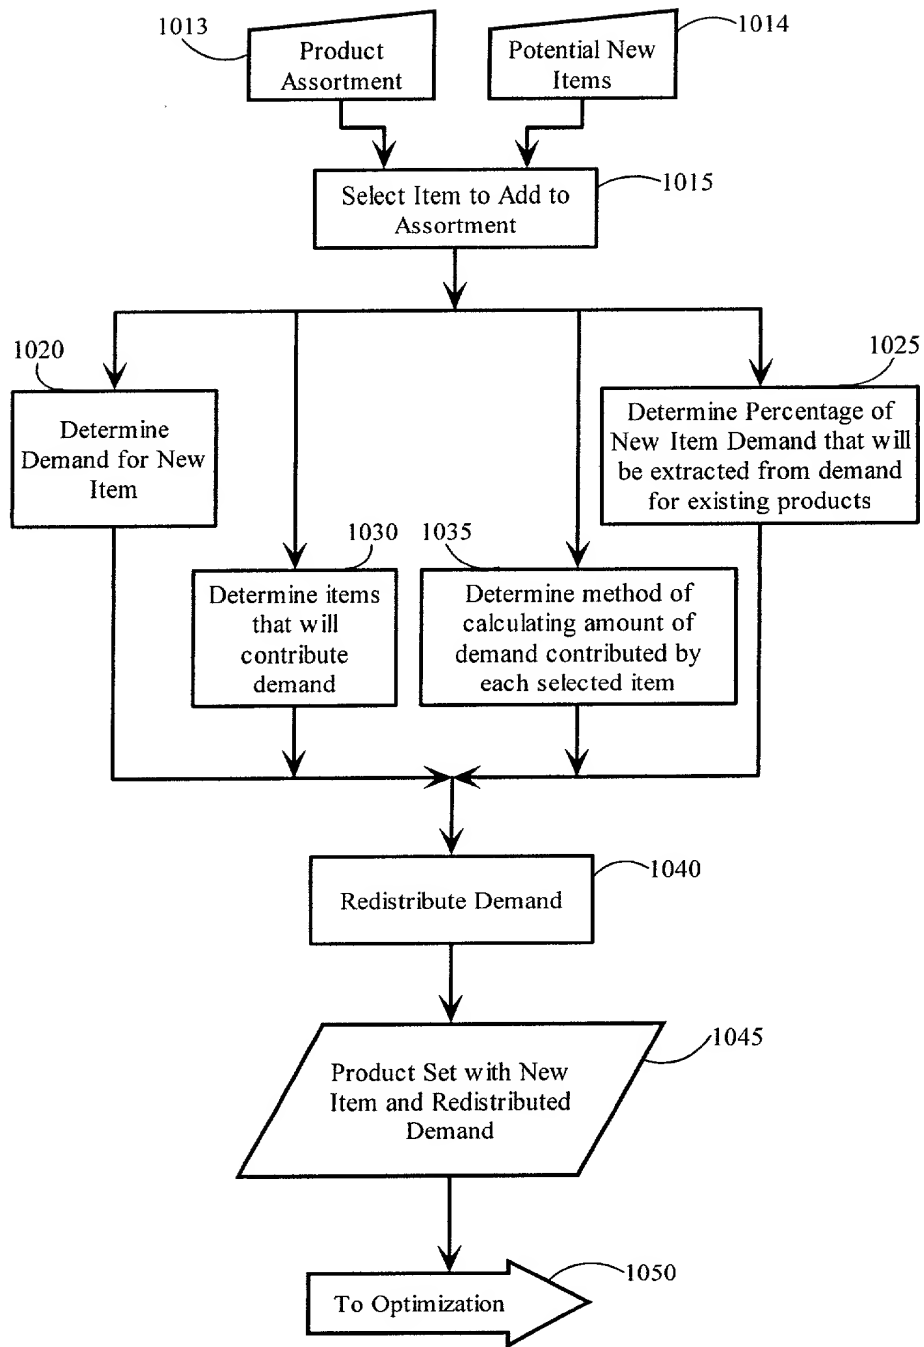 1013
Product
Assortment
Potential New
Items
1014
Select Item to Add to
Assortment
1015
1020
Determine
Demand for New
Item
1025
Determine Percentage of
New Item Demand that will
be extracted from demand
for existing products
1030
Determine items
that will
contribute
demand
1035
Determine method of
calculating amount of
demand contributed by
each selected item
Redistribute Demand
1040
Product Set with New
Item and Redistributed
Demand
1045
To Optimization
1050